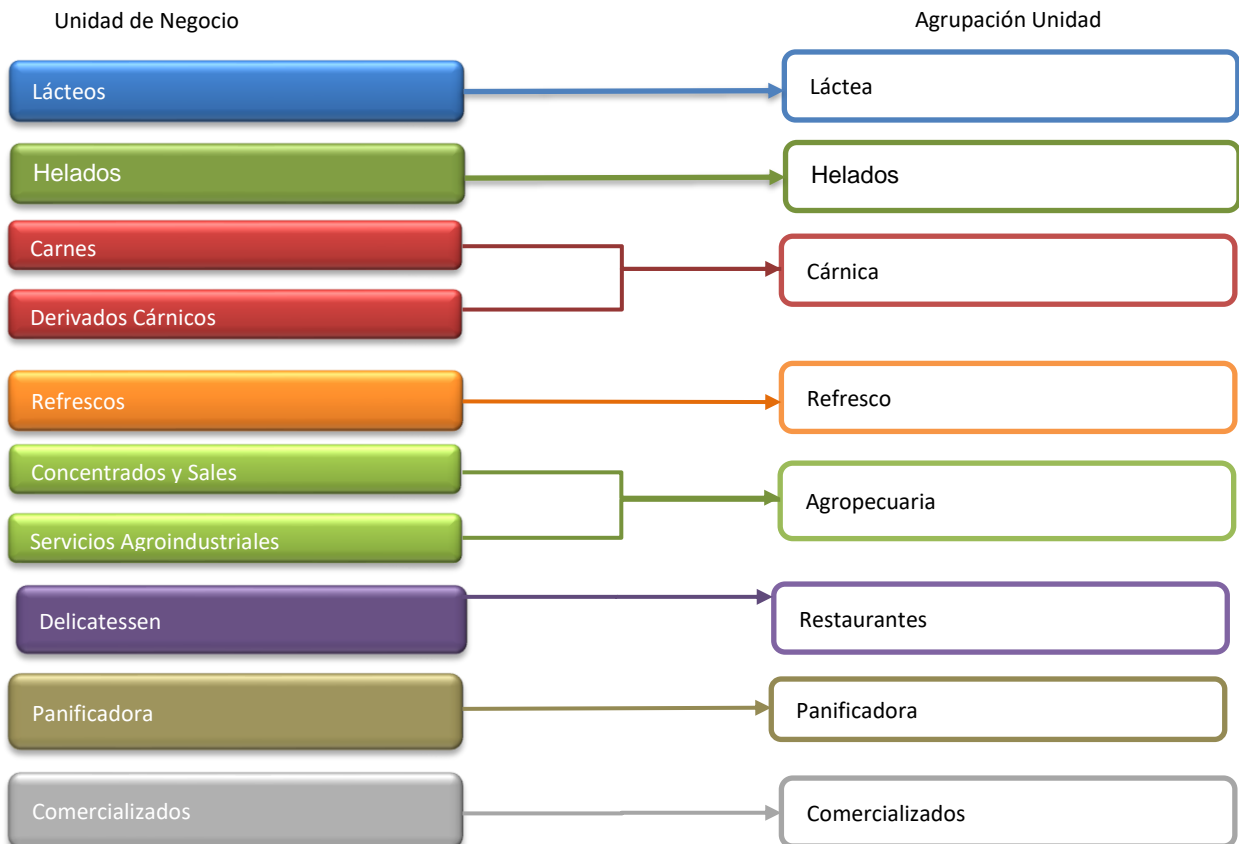 Unidad de Negocio
Agrupación Unidad
Lácteos
Láctea
Helados
Helados
Carnes
Derivados Cárnicos
Cárnica
Refrescos
Refresco
Concentrados y Sales
Servicios Agroindustriales
Agropecuaria
Delicatessen
Restaurantes
Panificadora
Panificadora
Comercializados
Comercializados